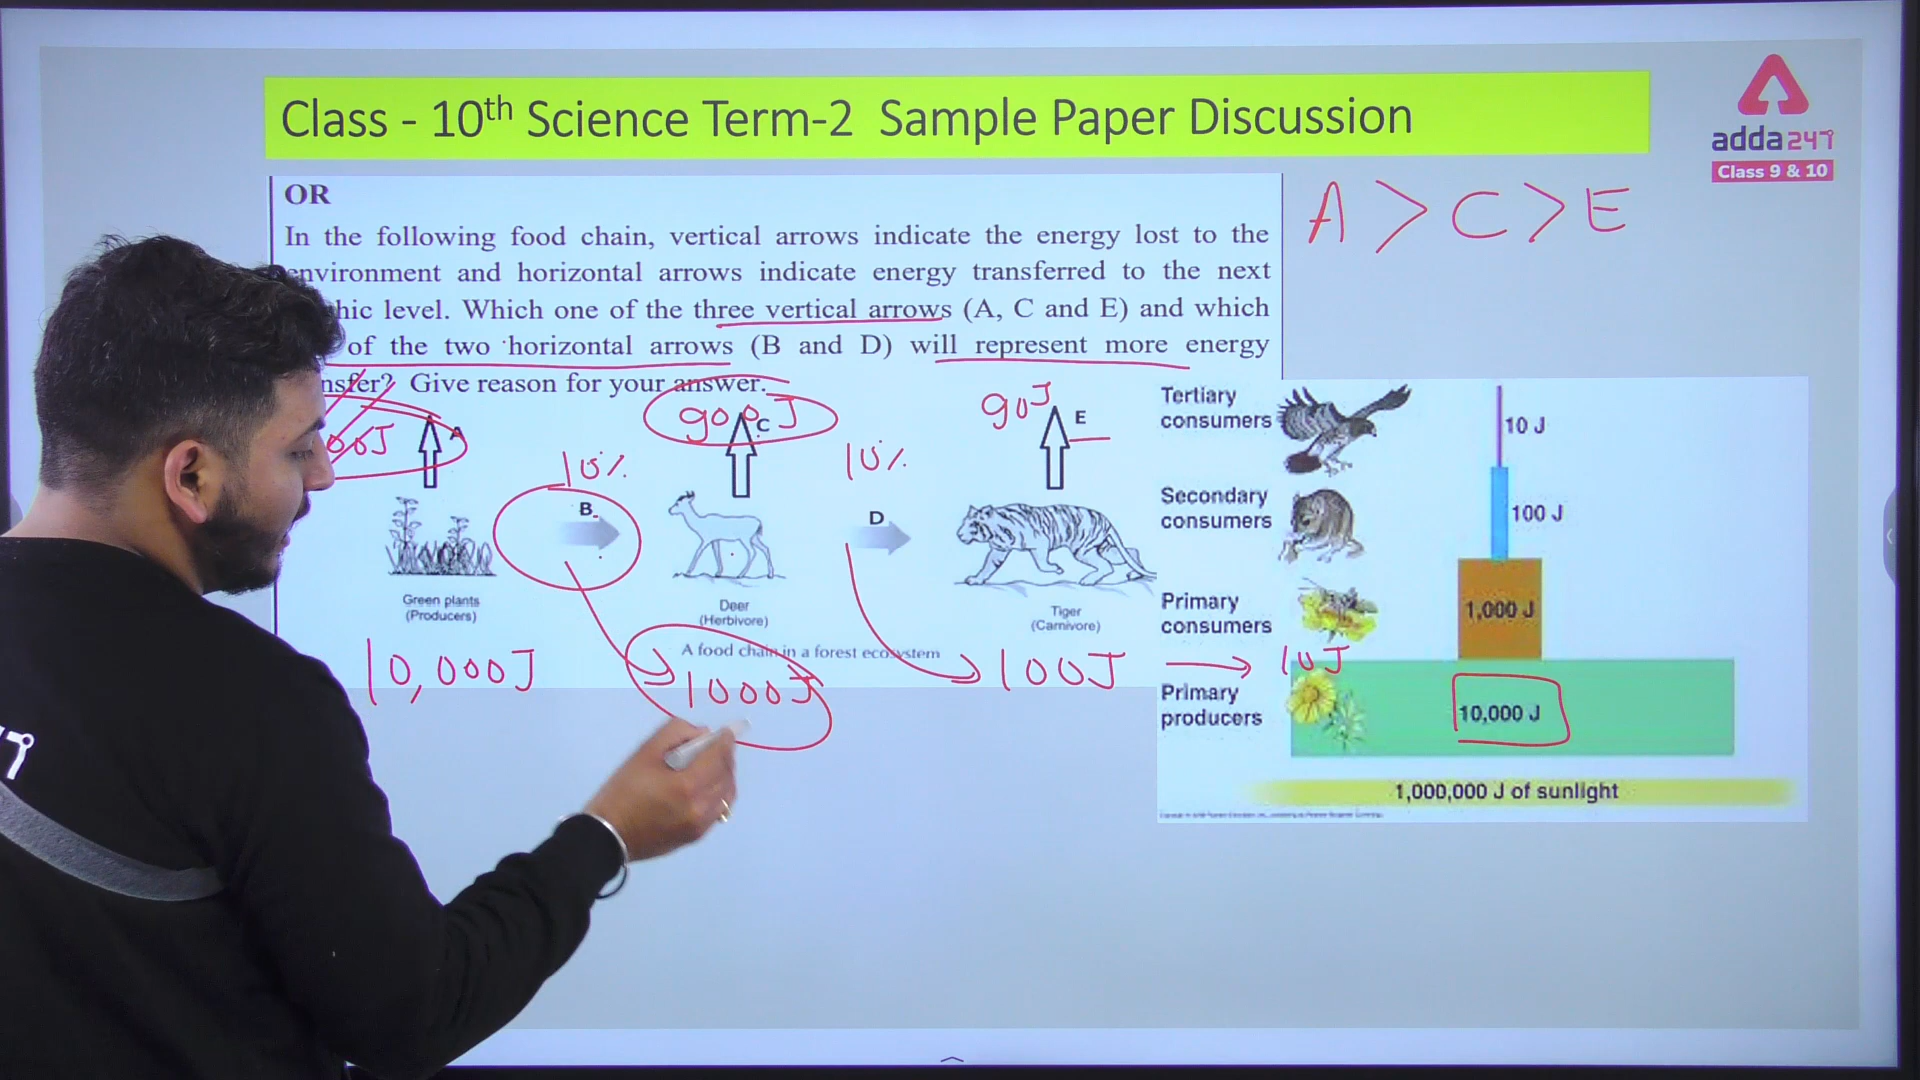 Class - 10th Science Term-2 Sample Paper Discussion
adda247
Class 9 & 10
OR
In the following food chain, vertical arrows indicate the energy lost to the
environment and horizontal arrows indicate energy transferred to the next
hic level. Which one of the three vertical arrows (A, C and E) and which
of the two horizontal arrows (B and D) will represent more energy
nsfer? Give reason for your answer.
A > C > E
00J
A
900J
C
90J
E
10%
B
10%
D
Green plants
(Producers)
Deer
(Herbivore)
Tiger
(Carnivore)
A food chain in a forest ecosystem
10,000J
1000J
100J
10J
Tertiary
consumers
10 J
Secondary
consumers
100 J
Primary
consumers
1,000 J
Primary
producers
10,000 J
1,000,000 J of sunlight